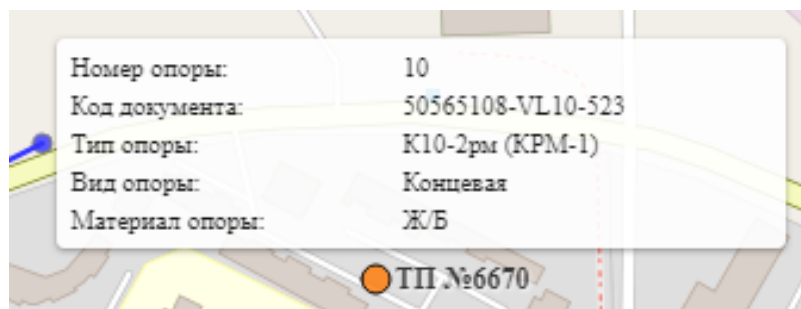 Номер опоры: 10
Код документа: 50565108-VL10-523
Тип опоры: К10-2рм (КРМ-1)
Вид опоры: Концевая
Материал опоры: Ж/Б
ТП №6670